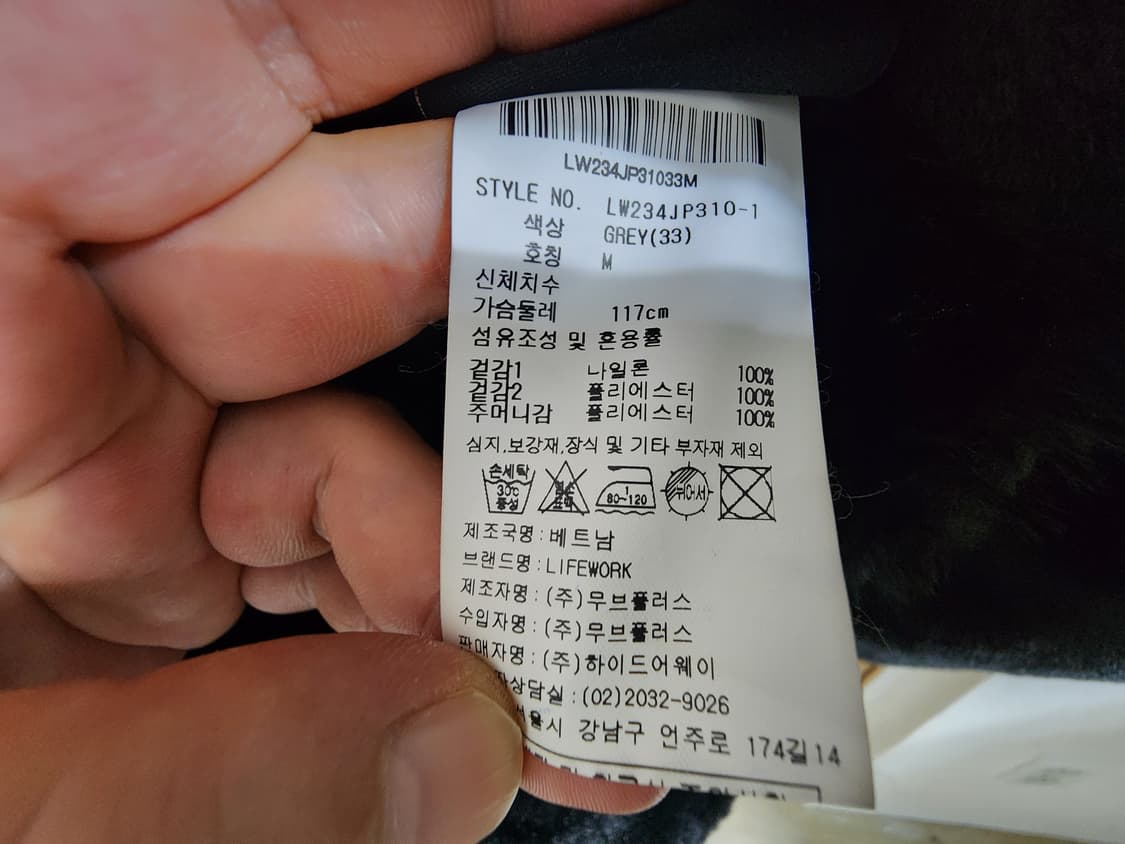 LW234JP31033M
STYLE NO. LW234JP310-1
색상 GREY(33)
호칭 M
신체치수
가슴둘레 117cm
섬유조성 및 혼용률
겉감1 나일론 100%
겉감2 폴리에스터 100%
주머니감 폴리에스터 100%
심지,보강재,장식 및 기타 부자재 제외
손세탁 30℃ 중성 80~120 뉘어서
제조국명:베트남
브랜드명:LIFEWORK
제조자명:(주)무브플러스
수입자명:(주)무브플러스
판매자명:(주)하이드어웨이
상담실:(02)2032-9026
서울시 강남구 언주로 174길14